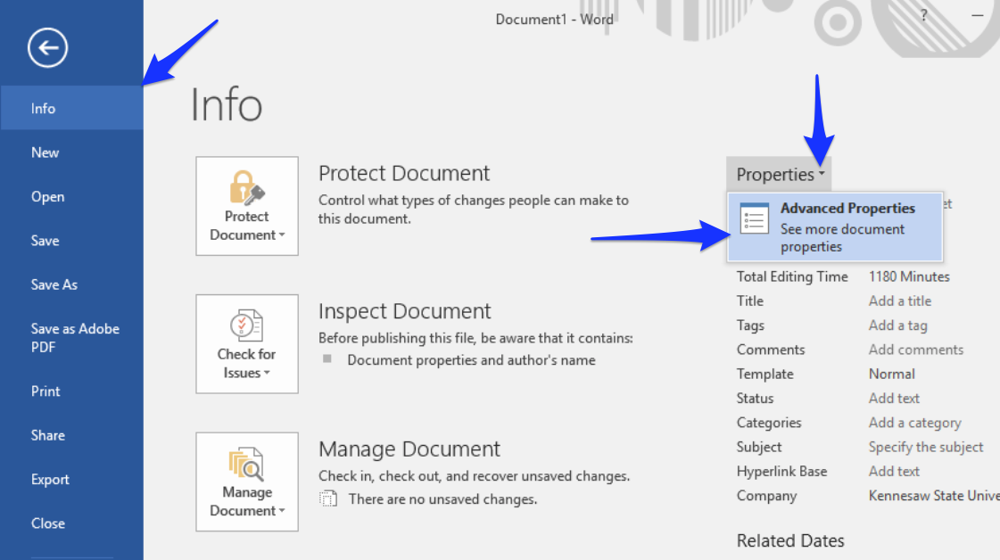 Document1 - Word
?
Info
New
Open
Save
Save As
Save as Adobe
PDF
Print
Share
Export
Close
Info
Protect
Document
Protect Document
Control what types of changes people can make to
this document.
Check for
Issues
Inspect Document
Before publishing this file, be aware that it contains:
Document properties and author's name
Manage
Document
Manage Document
Check in, check out, and recover unsaved changes.
There are no unsaved changes.
Properties
Advanced Properties
See more document
properties
Total Editing Time 1180 Minutes
Title Add a title
Tags Add a tag
Comments Add comments
Template Normal
Status Add text
Categories Add a category
Subject Specify the subject
Hyperlink Base Add text
Company Kennesaw State Unive
Related Dates